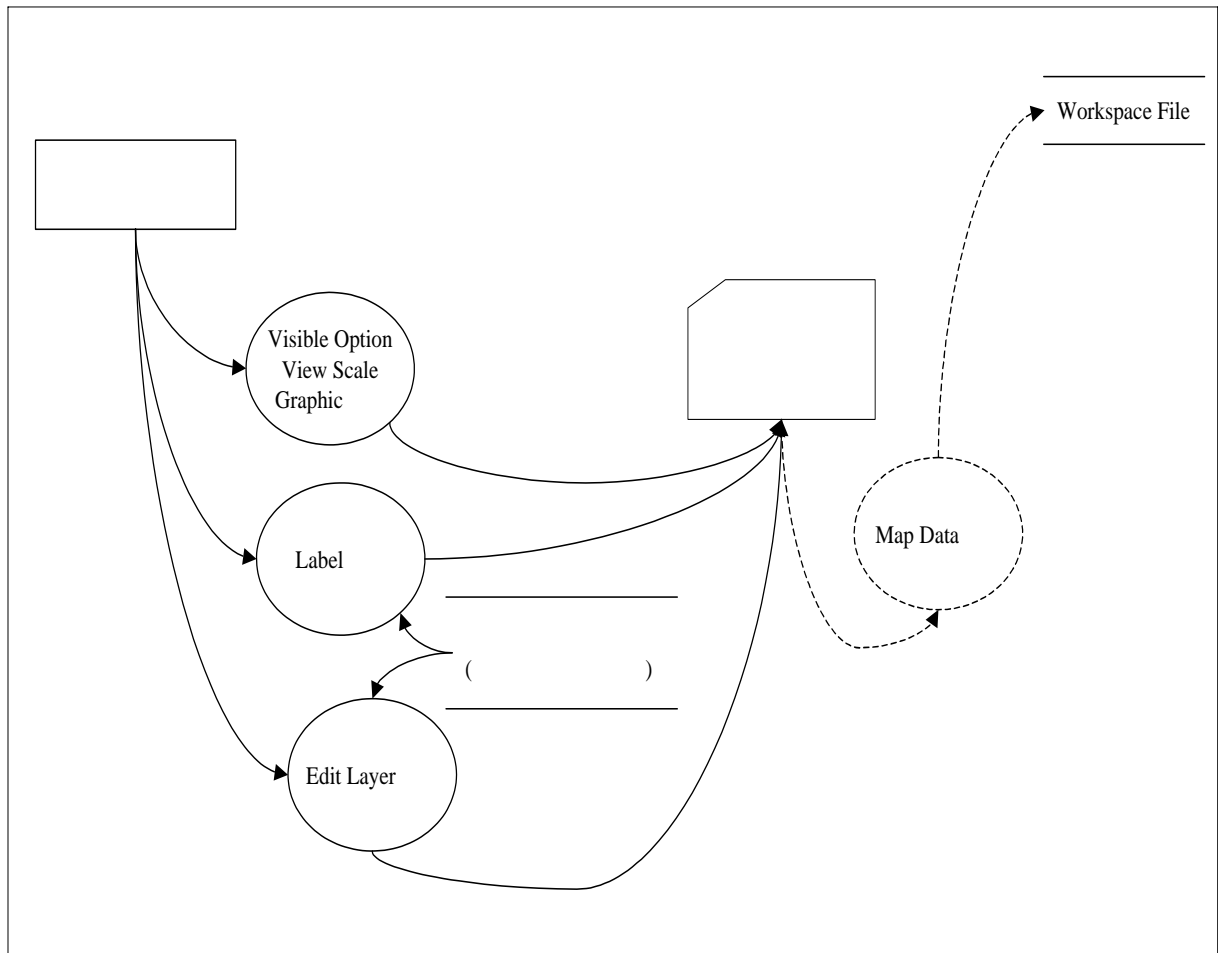 Workspace File
Visible Option
View Scale
Graphic
Map Data
Label
( )
Edit Layer